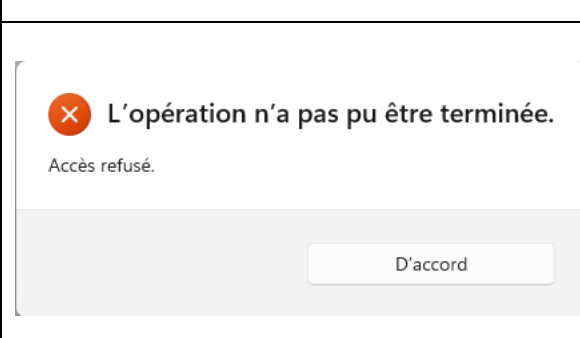 L’opération n’a pas pu être terminée.
Accès refusé.
D’accord